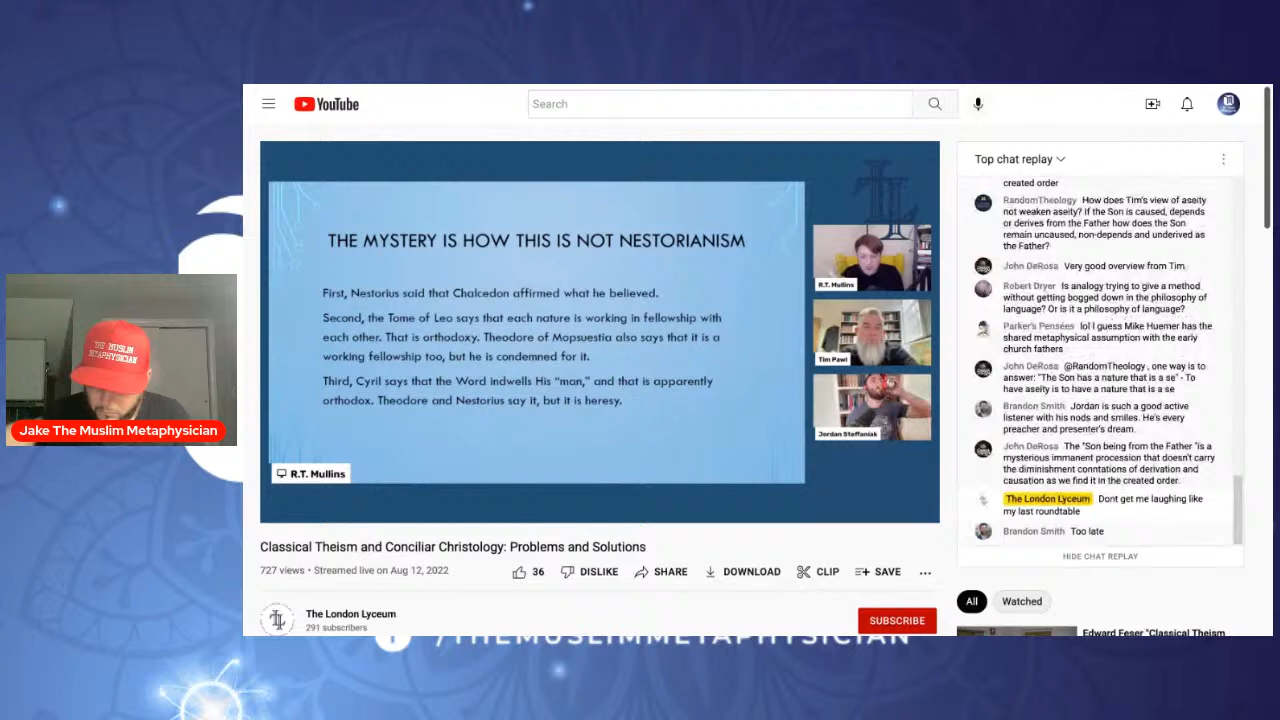 YouTube
Search
THE MYSTERY IS HOW THIS IS NOT NESTORIANISM
First, Nestorius said that Chalcedon affirmed what he believed.
Second, the Tome of Leo says that each nature is working in fellowship with
each other. That is orthodoxy. Theodore of Mopsuestia also says that it is a
working fellowship too, but he is condemned for it.
Third, Cyril says that the Word indwells His “man,” and that is apparently
orthodox. Theodore and Nestorius say it, but it is heresy.
R.T. Mullins
R.T. Mullins
Tim Pawl
Jordan Steffaniak
THE MUSLIM
METAPHYSICIAN
Jake The Muslim Metaphysician
Classical Theism and Conciliar Christology: Problems and Solutions
727 views • Streamed live on Aug 12, 2022
36
DISLIKE
SHARE
DOWNLOAD
CLIP
SAVE
The London Lyceum
291 subscribers
SUBSCRIBE
Top chat replay
created order
RandomTheology How does Tim's view of aseity
not weaken aseity? If the Son is caused, depends
or derives from the Father how does the Son
remain uncaused, non-depends and underived as
the Father?
John DeRosa Very good overview from Tim.
Robert Dryer Is analogy trying to give a method
without getting bogged down in the philosophy of
language? Or is it a philosophy of language?
Parker's Pensées lol I guess Mike Huemer has the
shared metaphysical assumption with the early
church fathers
John DeRosa @RandomTheology , one way is to
answer: "The Son has a nature that is a se" - To
have aseity is to have a nature that is a se
Brandon Smith Jordan is such a good active
listener with his nods and smiles. He's every
preacher and presenter's dream.
John DeRosa The "Son being from the Father "is a
mysterious immanent procession that doesn't carry
the diminishment conntations of derivation and
causation as we find it in the created order.
The London Lyceum Dont get me laughing like
my last roundtable
Brandon Smith Too late
HIDE CHAT REPLAY
All
Watched
Edward Feser "Classical Theism
/THEMUSLIMMETAPHYSICIAN